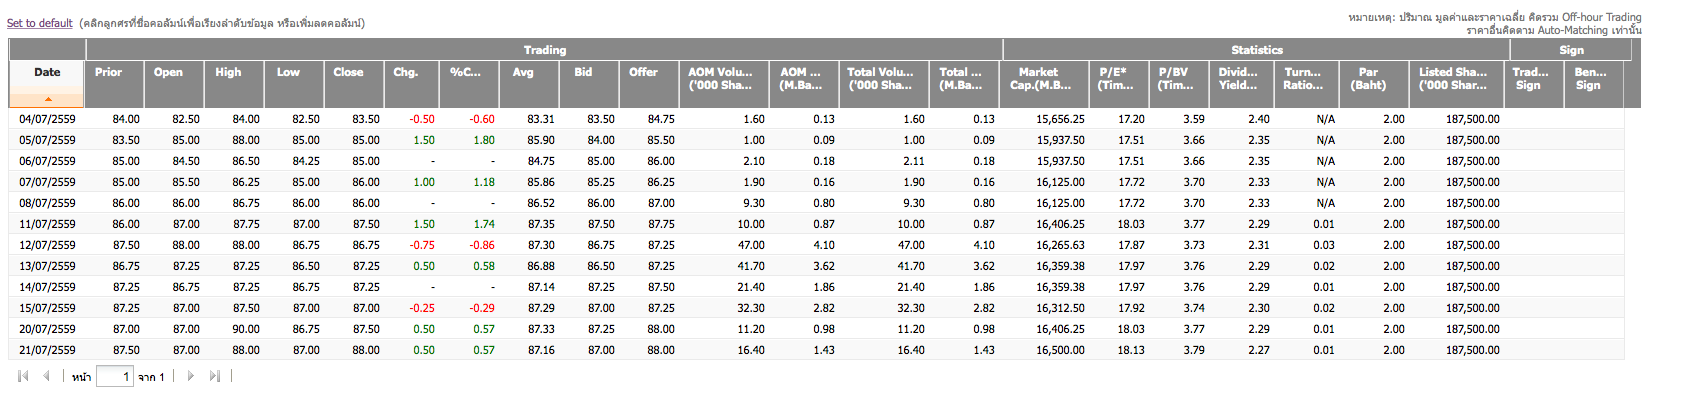 Set to default (คลิกลูกศรที่ชื่อคอลัมน์เพื่อเรียงลำดับข้อมูล หรือเพิ่มลดคอลัมน์)
หมายเหตุ: ปริมาณ มูลค่าและราคาเฉลี่ย คิดรวม Off-hour Trading
ราคาอื่นคิดตาม Auto-Matching เท่านั้น
Trading Statistics Sign
Date Prior Open High Low Close Chg. %C... Avg Bid Offer AOM Volu... AOM ... Total Volu... Total ... Market P/E* P/BV Divid... Turn... Par Listed Sha... Trad... Ben...
('000 Sha... (M.Ba... ('000 Sha... (M.Ba... Cap.(M.B... (Tim... (Tim... Yield... Ratio... (Baht) ('000 Shar... Sign Sign
04/07/2559 84.00 82.50 84.00 82.50 83.50 -0.50 -0.60 83.31 83.50 84.75 1.60 0.13 1.60 0.13 15,656.25 17.20 3.59 2.40 N/A 2.00 187,500.00
05/07/2559 83.50 85.00 88.00 85.00 85.00 1.50 1.80 85.90 84.00 85.50 1.00 0.09 1.00 0.09 15,937.50 17.51 3.66 2.35 N/A 2.00 187,500.00
06/07/2559 85.00 84.50 86.50 84.25 85.00 - - 84.75 85.00 86.00 2.10 0.18 2.11 0.18 15,937.50 17.51 3.66 2.35 N/A 2.00 187,500.00
07/07/2559 85.00 85.50 86.25 85.00 86.00 1.00 1.18 85.86 85.25 86.25 1.90 0.16 1.90 0.16 16,125.00 17.72 3.70 2.33 N/A 2.00 187,500.00
08/07/2559 86.00 86.00 86.75 86.00 86.00 - - 86.52 86.00 87.00 9.30 0.80 9.30 0.80 16,125.00 17.72 3.70 2.33 N/A 2.00 187,500.00
11/07/2559 86.00 87.00 87.75 87.00 87.50 1.50 1.74 87.35 87.50 87.75 10.00 0.87 10.00 0.87 16,406.25 18.03 3.77 2.29 0.01 2.00 187,500.00
12/07/2559 87.50 88.00 88.00 86.75 86.75 -0.75 -0.86 87.30 86.75 87.25 47.00 4.10 47.00 4.10 16,265.63 17.87 3.73 2.31 0.03 2.00 187,500.00
13/07/2559 86.75 87.25 87.25 86.50 87.25 0.50 0.58 86.88 86.50 87.25 41.70 3.62 41.70 3.62 16,359.38 17.97 3.76 2.29 0.02 2.00 187,500.00
14/07/2559 87.25 86.75 87.25 86.75 87.25 - - 87.14 87.25 87.50 21.40 1.86 21.40 1.86 16,359.38 17.97 3.76 2.29 0.01 2.00 187,500.00
15/07/2559 87.25 87.00 87.50 87.00 87.00 -0.25 -0.29 87.29 87.00 87.25 32.30 2.82 32.30 2.82 16,312.50 17.92 3.74 2.30 0.02 2.00 187,500.00
20/07/2559 87.00 87.00 90.00 86.75 87.50 0.50 0.57 87.33 87.25 88.00 11.20 0.98 11.20 0.98 16,406.25 18.03 3.77 2.29 0.01 2.00 187,500.00
21/07/2559 87.50 87.00 88.00 87.00 88.00 0.50 0.57 87.16 87.00 88.00 16.40 1.43 16.40 1.43 16,500.00 18.13 3.79 2.27 0.01 2.00 187,500.00
หน้า 1 จาก 1